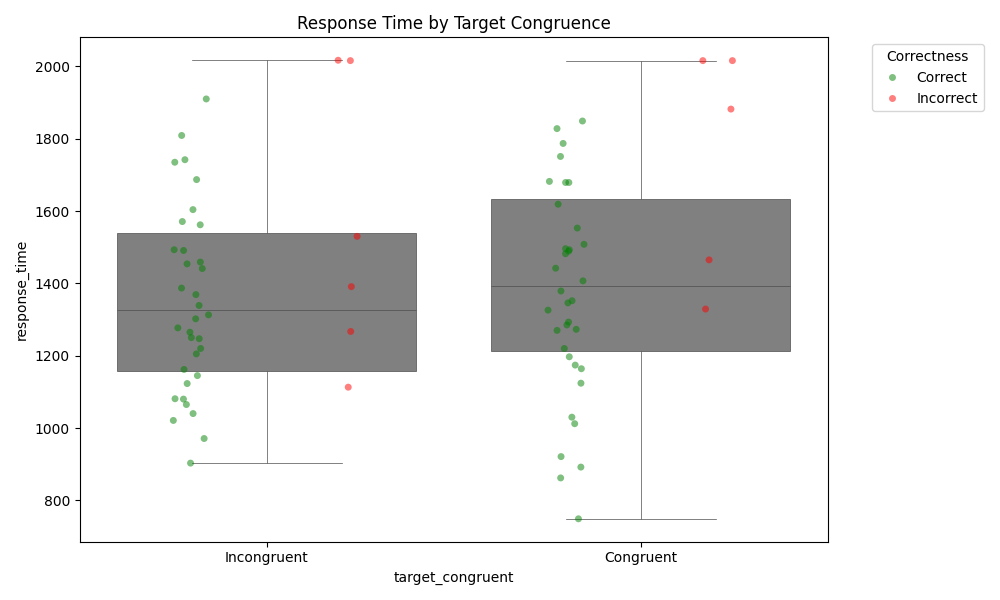 Response Time by Target Congruence
Correctness
Correct
Incorrect
response_time
2000
1800
1600
1400
1200
1000
800
Incongruent
Congruent
target_congruent